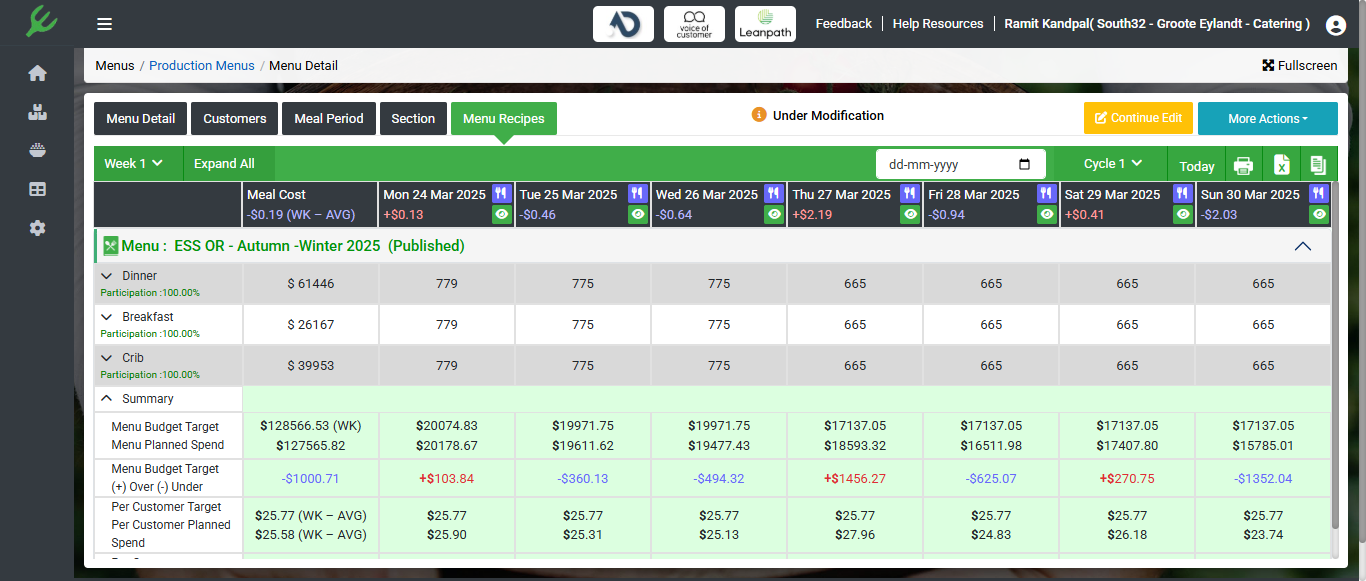 voice of
customer
Leanpath
Feedback
Help Resources
Ramit Kandpal( South32 - Groote Eylandt - Catering )
Menus / Production Menus / Menu Detail
Fullscreen
Menu Detail
Customers
Meal Period
Section
Menu Recipes
Under Modification
Continue Edit
More Actions
Week 1
Expand All
dd-mm-yyyy
Cycle 1
Today
Meal Cost Mon 24 Mar 2025 Tue 25 Mar 2025 Wed 26 Mar 2025 Thu 27 Mar 2025 Fri 28 Mar 2025 Sat 29 Mar 2025 Sun 30 Mar 2025
-$0.19 (WK – AVG) +$0.13 -$0.46 -$0.64 +$2.19 -$0.94 +$0.41 -$2.03
Menu : ESS OR - Autumn -Winter 2025 (Published)
Dinner
Participation :100.00%
$ 61446 779 775 775 665 665 665 665
Breakfast
Participation :100.00%
$ 26167 779 775 775 665 665 665 665
Crib
Participation :100.00%
$ 39953 779 775 775 665 665 665 665
Summary
Menu Budget Target $128566.53 (WK) $20074.83 $19971.75 $19971.75 $17137.05 $17137.05 $17137.05 $17137.05
Menu Planned Spend $127565.82 $20178.67 $19611.62 $19477.43 $18593.32 $16511.98 $17407.80 $15785.01
Menu Budget Target
(+) Over (-) Under
-$1000.71 +$103.84 -$360.13 -$494.32 +$1456.27 -$625.07 +$270.75 -$1352.04
Per Customer Target
Per Customer Planned
Spend
$25.77 (WK – AVG) $25.77 $25.77 $25.77 $25.77 $25.77 $25.77 $25.77
$25.58 (WK – AVG) $25.90 $25.31 $25.13 $27.96 $24.83 $26.18 $23.74